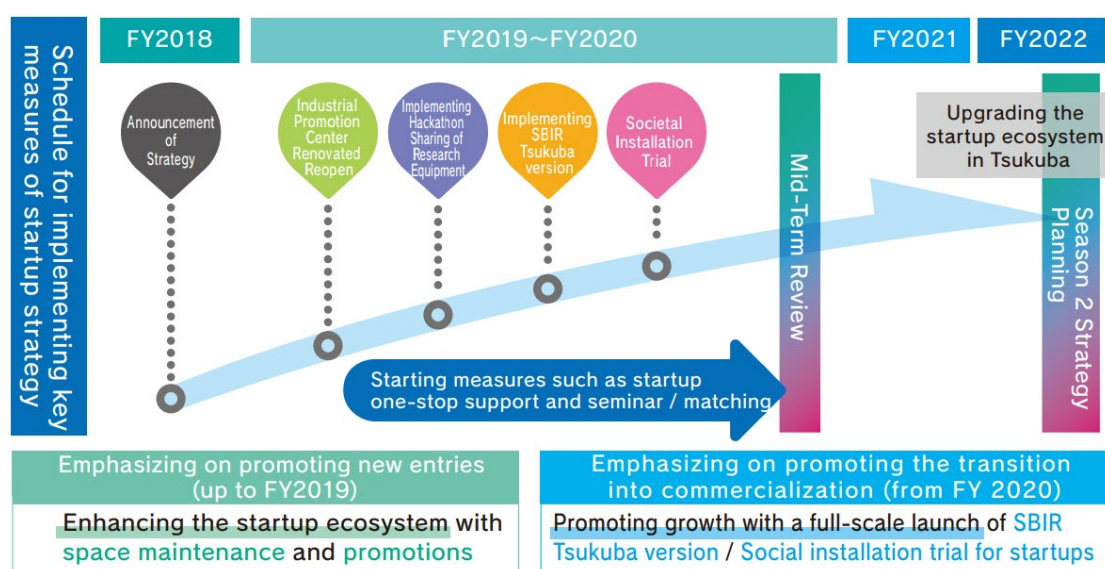 Schedule for implementing key
measures of startup strategy
FY2018
FY2019~FY2020
FY2021
FY2022
Announcement
of
Strategy
Industrial
Promotion
Center
Renovated
Reopen
Implementing
Hackathon
Sharing of
Research
Equipment
Implementing
SBIR
Tsukuba
version
Societal
Installation
Trial
Mid-Term Review
Upgrading the
startup ecosystem
in Tsukuba
Season 2 Strategy
Planning
Starting measures such as startup
one-stop support and seminar / matching
Emphasizing on promoting new entries
(up to FY2019)
Enhancing the startup ecosystem with
space maintenance and promotions
Emphasizing on promoting the transition
into commercialization (from FY 2020)
Promoting growth with a full-scale launch of SBIR
Tsukuba version / Social installation trial for startups